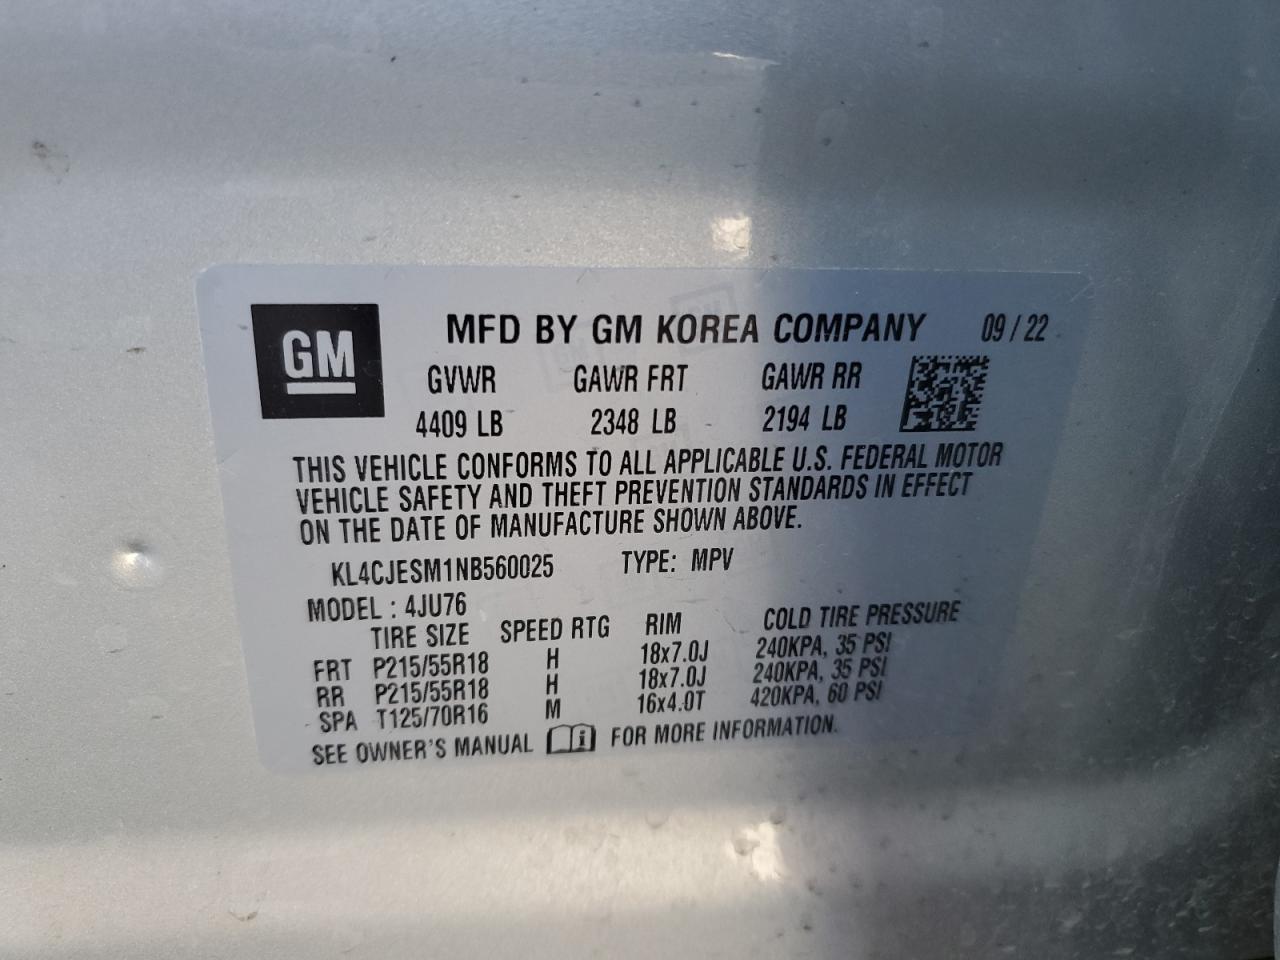 GM
MFD BY GM KOREA COMPANY 09/22
GVWR GAWR FRT GAWR RR
4409 LB 2348 LB 2194 LB
THIS VEHICLE CONFORMS TO ALL APPLICABLE U.S. FEDERAL MOTOR
VEHICLE SAFETY AND THEFT PREVENTION STANDARDS IN EFFECT
ON THE DATE OF MANUFACTURE SHOWN ABOVE.
KL4CJESM1NB560025 TYPE: MPV
MODEL : 4JU76
TIRE SIZE SPEED RTG RIM COLD TIRE PRESSURE
FRT P215/55R18 H 18x7.0J 240KPA, 35 PSI
RR P215/55R18 H 18x7.0J 240KPA, 35 PSI
SPA T125/70R16 M 16x4.0T 420KPA, 60 PSI
SEE OWNER'S MANUAL i FOR MORE INFORMATION.